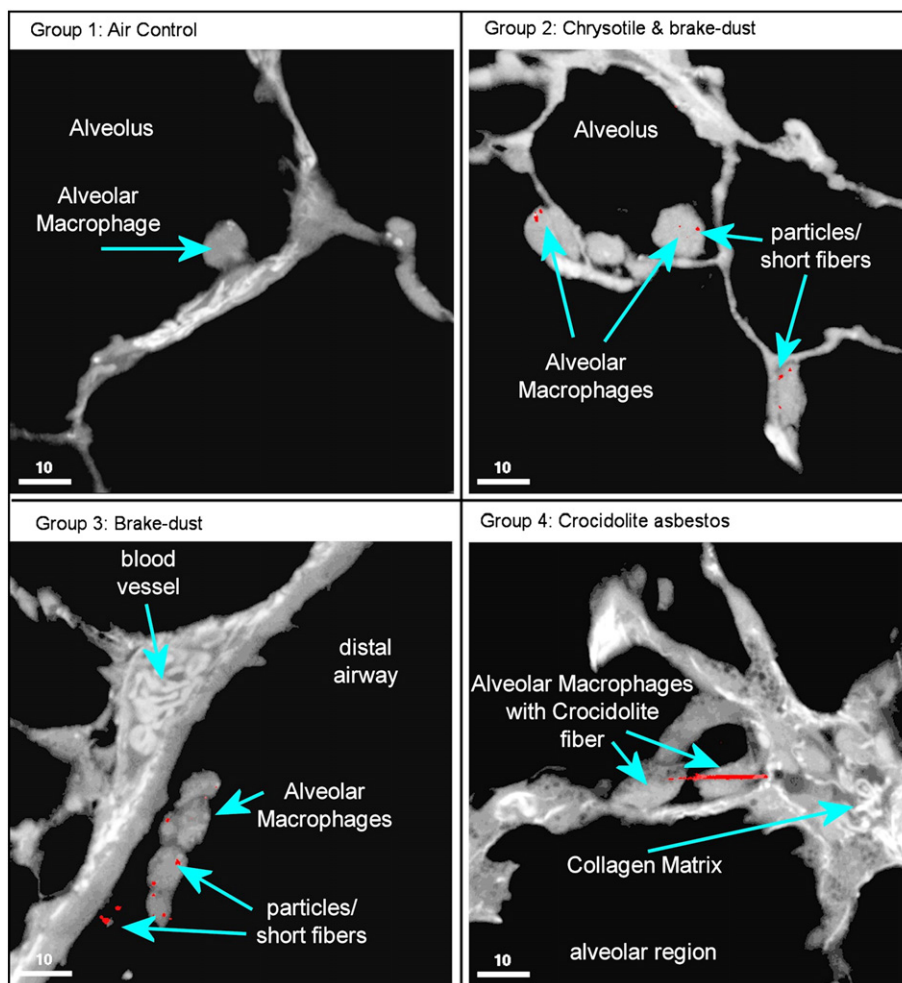 Group 1: Air Control
Alveolus
Alveolar
Macrophage
10
Group 2: Chrysotile & brake-dust
Alveolus
particles/
short fibers
Alveolar
Macrophages
10
Group 3: Brake-dust
blood
vessel
distal
airway
Alveolar
Macrophages
particles/
short fibers
10
Group 4: Crocidolite asbestos
Alveolar Macrophages
with Crocidolite
fiber
Collagen Matrix
alveolar region
10